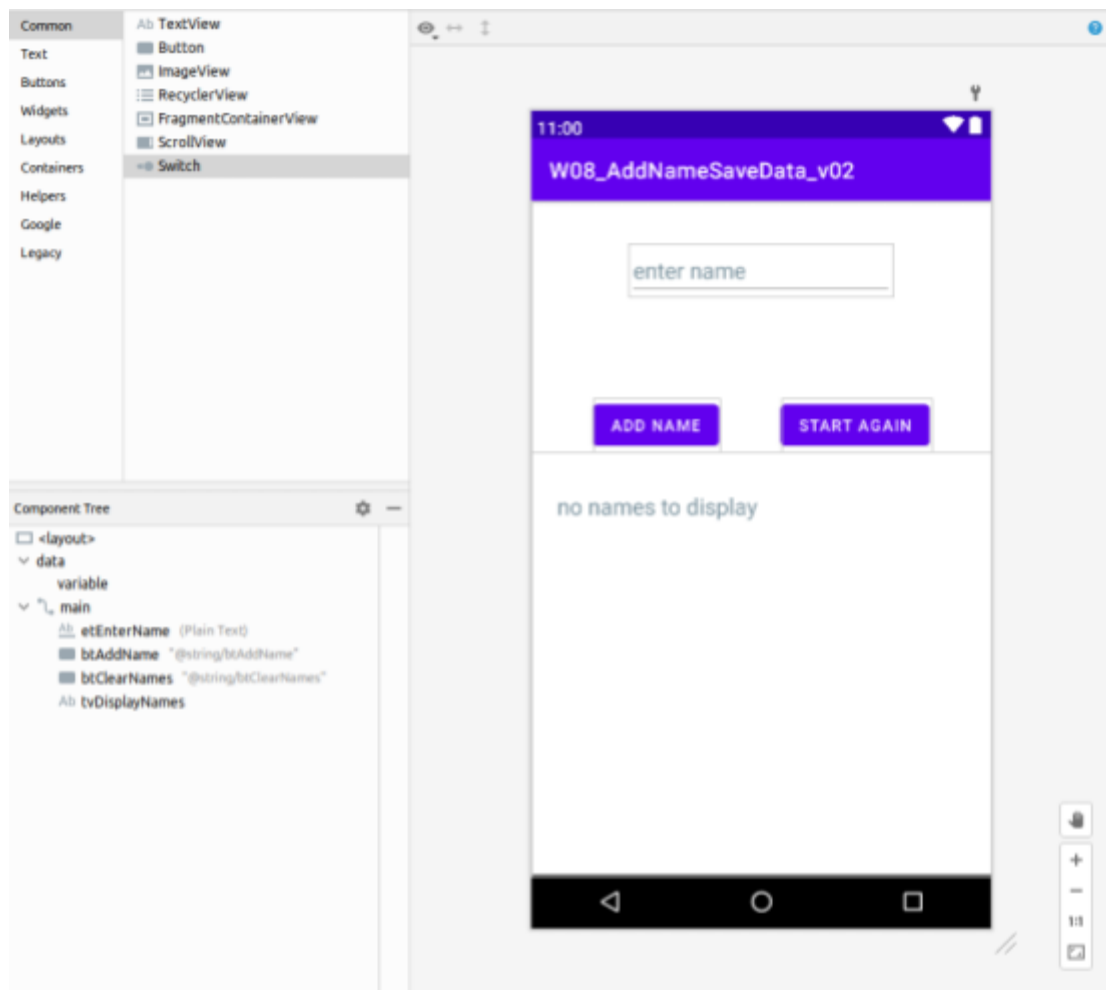 Common
Text
Buttons
Widgets
Layouts
Containers
Helpers
Google
Legacy
Ab TextView
Button
ImageView
RecyclerView
FragmentContainerView
ScrollView
Switch
?
11:00
W08_AddNameSaveData_v02
enter name
ADD NAME
START AGAIN
no names to display
Component Tree
<layout>
data
variable
main
Ab etEnterName (Plain Text)
btAddName "@string/btAddName"
btClearNames "@string/btClearNames"
Ab tvDisplayNames
1:1